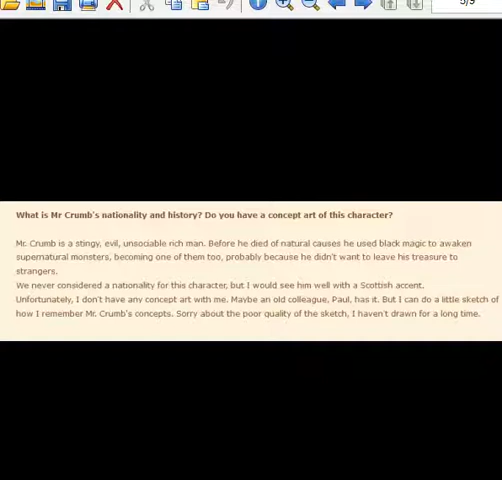 5/9
What is Mr Crumb's nationality and history? Do you have a concept art of this character?
Mr. Crumb is a stingy, evil, unsociable rich man. Before he died of natural causes he used black magic to awaken
supernatural monsters, becoming one of them too, probably because he didn't want to leave his treasure to
strangers.
We never considered a nationality for this character, but I would see him well with a Scottish accent.
Unfortunately, I don't have any concept art with me. Maybe an old colleague, Paul, has it. But I can do a little sketch of
how I remember Mr. Crumb's concepts. Sorry about the poor quality of the sketch, I haven't drawn for a long time.